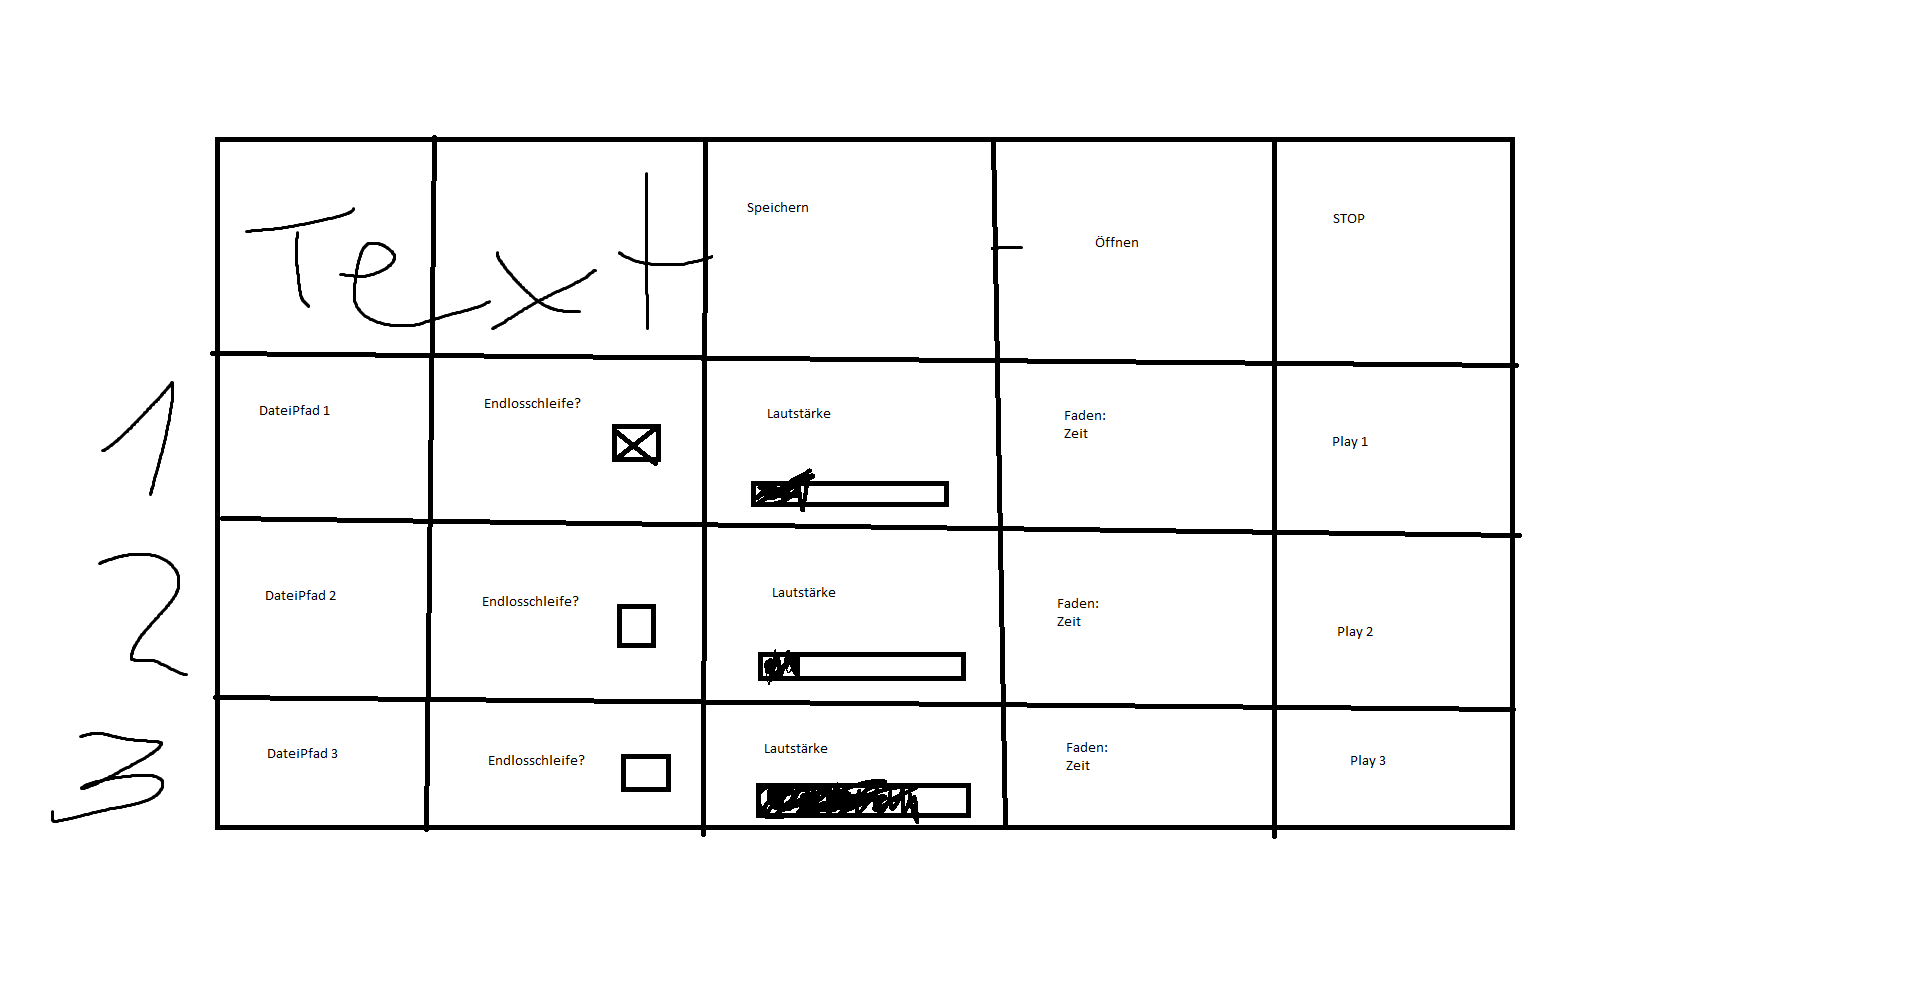 Text
Speichern
Öffnen
STOP
1
DateiPfad 1
Endlosschleife?
Lautstärke
Faden:
Zeit
Play 1
2
DateiPfad 2
Endlosschleife?
Lautstärke
Faden:
Zeit
Play 2
3
DateiPfad 3
Endlosschleife?
Lautstärke
Faden:
Zeit
Play 3